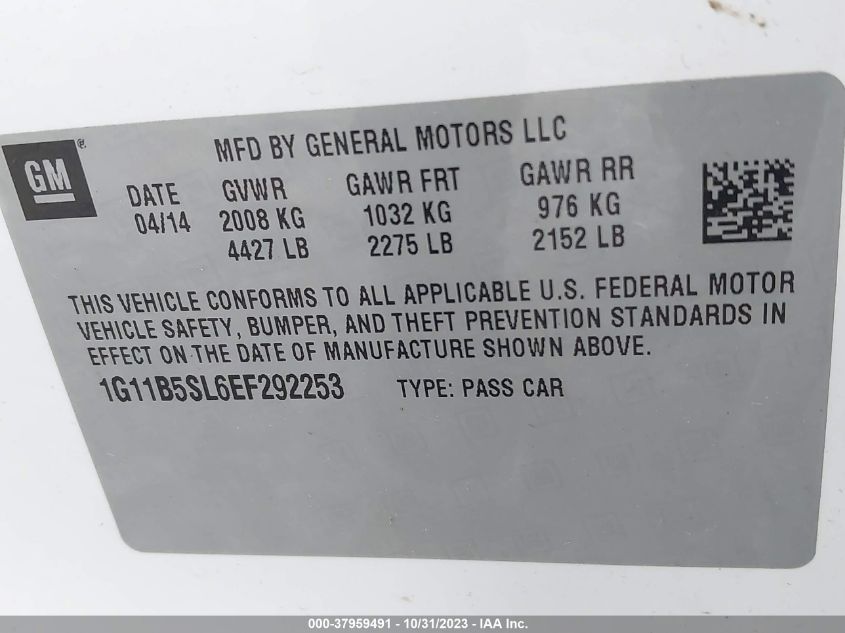 MFD BY GENERAL MOTORS LLC
GM®
DATE GVWR GAWR FRT GAWR RR
04/14 2008 KG 1032 KG 976 KG
4427 LB 2275 LB 2152 LB
THIS VEHICLE CONFORMS TO ALL APPLICABLE U.S. FEDERAL MOTOR
VEHICLE SAFETY, BUMPER, AND THEFT PREVENTION STANDARDS IN
EFFECT ON THE DATE OF MANUFACTURE SHOWN ABOVE.
1G11B5SL6EF292253 TYPE: PASS CAR
000-37959491 - 10/31/2023 - IAA Inc.